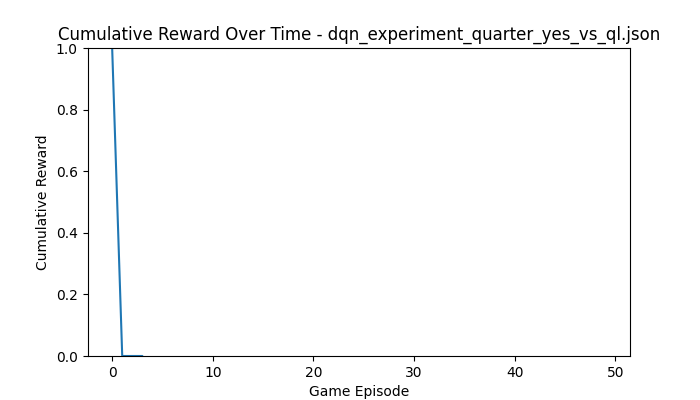 Cumulative Reward Over Time - dqn_experiment_quarter_yes_vs_ql.json
Cumulative Reward
1.0
0.8
0.6
0.4
0.2
0.0
0 10 20 30 40 50
Game Episode